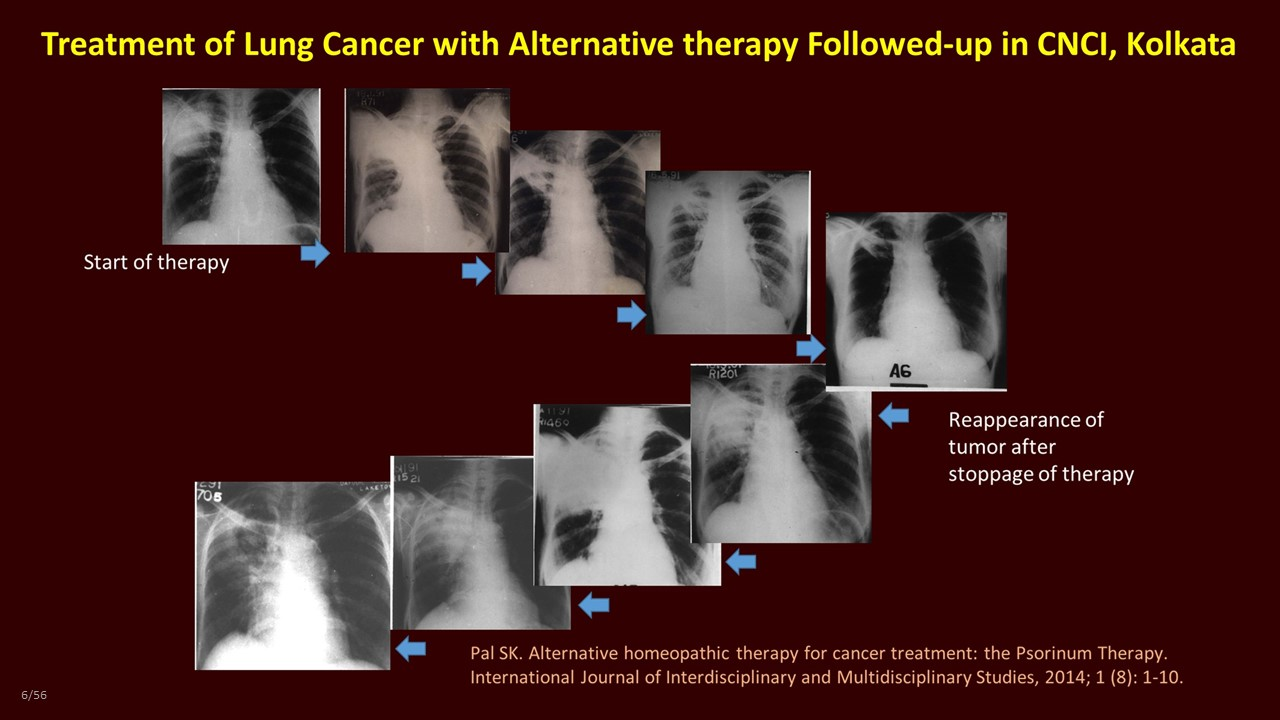 Treatment of Lung Cancer with Alternative therapy Followed-up in CNCI, Kolkata
Start of therapy
A6
R1201
Reappearance of
tumor after
stoppage of therapy
705
Pal SK. Alternative homeopathic therapy for cancer treatment: the Psorinum Therapy.
International Journal of Interdisciplinary and Multidisciplinary Studies, 2014; 1 (8): 1-10.
6/56